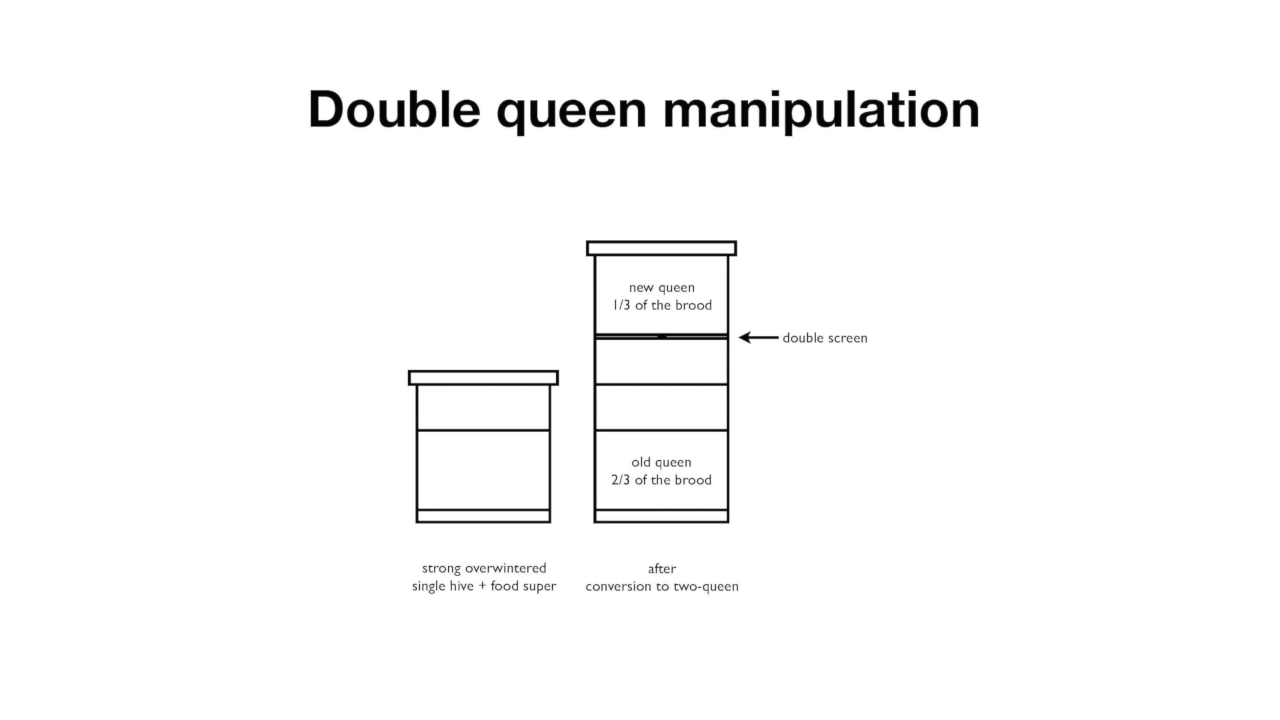 Double queen manipulation
new queen
1/3 of the brood
double screen
old queen
2/3 of the brood
strong overwintered
single hive + food super
after
conversion to two-queen